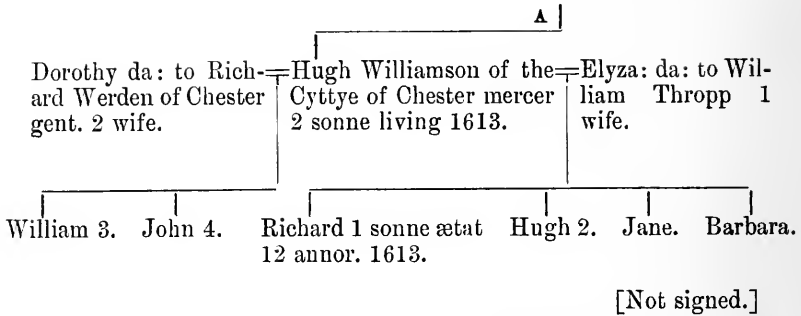 A
Dorothy da: to Rich-
ard Werden of Chester
gent. 2 wife.
Hugh Williamson of the
Cyttye of Chester mercer
2 sonne living 1613.
Elyza: da: to Wil-
liam Thropp 1
wife.
William 3.
John 4.
Richard 1 sonne ætat
12 annor. 1613.
Hugh 2.
Jane.
Barbara.
[Not signed.]